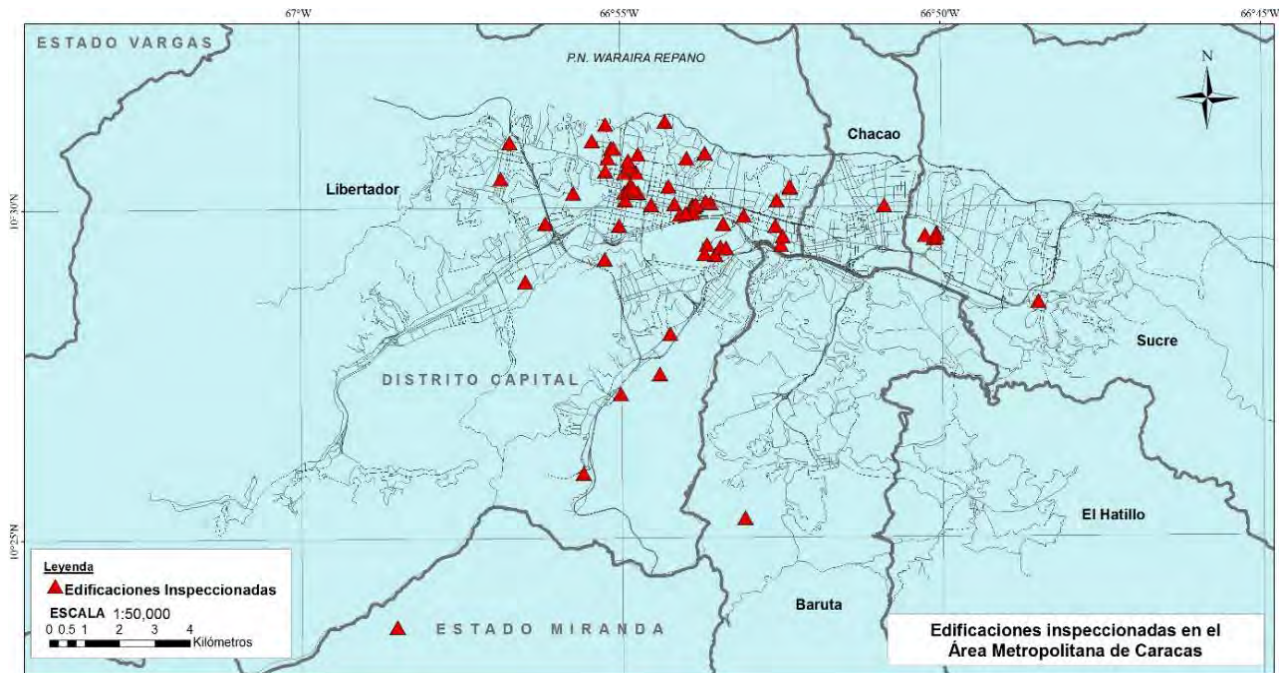 67°W 66°55'W 66°50'W 66°45'W
ESTADO VARGAS
P.N. WARAIRA REPANO
N
Chacao
Libertador
10°30'N
Sucre
DISTRITO CAPITAL
El Hatillo
10°25'N
Leyenda
Edificaciones Inspeccionadas
ESCALA 1:50,000
0 0.5 1 2 3 4
Kilómetros
Baruta
ESTADO MIRANDA
Edificaciones inspeccionadas en el
Área Metropolitana de Caracas